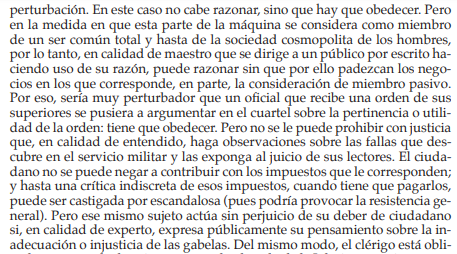 perturbación. En este caso no cabe razonar, sino que hay que obedecer. Pero
en la medida en que esta parte de la máquina se considera como miembro
de un ser común total y hasta de la sociedad cosmopolita de los hombres,
por lo tanto, en calidad de maestro que se dirige a un público por escrito ha-
ciendo uso de su razón, puede razonar sin que por ello padezcan los nego-
cios en los que corresponde, en parte, la consideración de miembro pasivo.
Por eso, sería muy perturbador que un oficial que recibe una orden de sus
superiores se pusiera a argumentar en el cuartel sobre la pertinencia o utili-
dad de la orden: tiene que obedecer. Pero no se le puede prohibir con justicia
que, en calidad de entendido, haga observaciones sobre las fallas que des-
cubre en el servicio militar y las exponga al juicio de sus lectores. El ciuda-
dano no se puede negar a contribuir con los impuestos que le corresponden;
y hasta una crítica indiscreta de esos impuestos, cuando tiene que pagarlos,
puede ser castigada por escandalosa (pues podría provocar la resistencia ge-
neral). Pero ese mismo sujeto actúa sin perjuicio de su deber de ciudadano
si, en calidad de experto, expresa públicamente su pensamiento sobre la in-
adecuación o injusticia de las gabelas. Del mismo modo, el clérigo está obli-